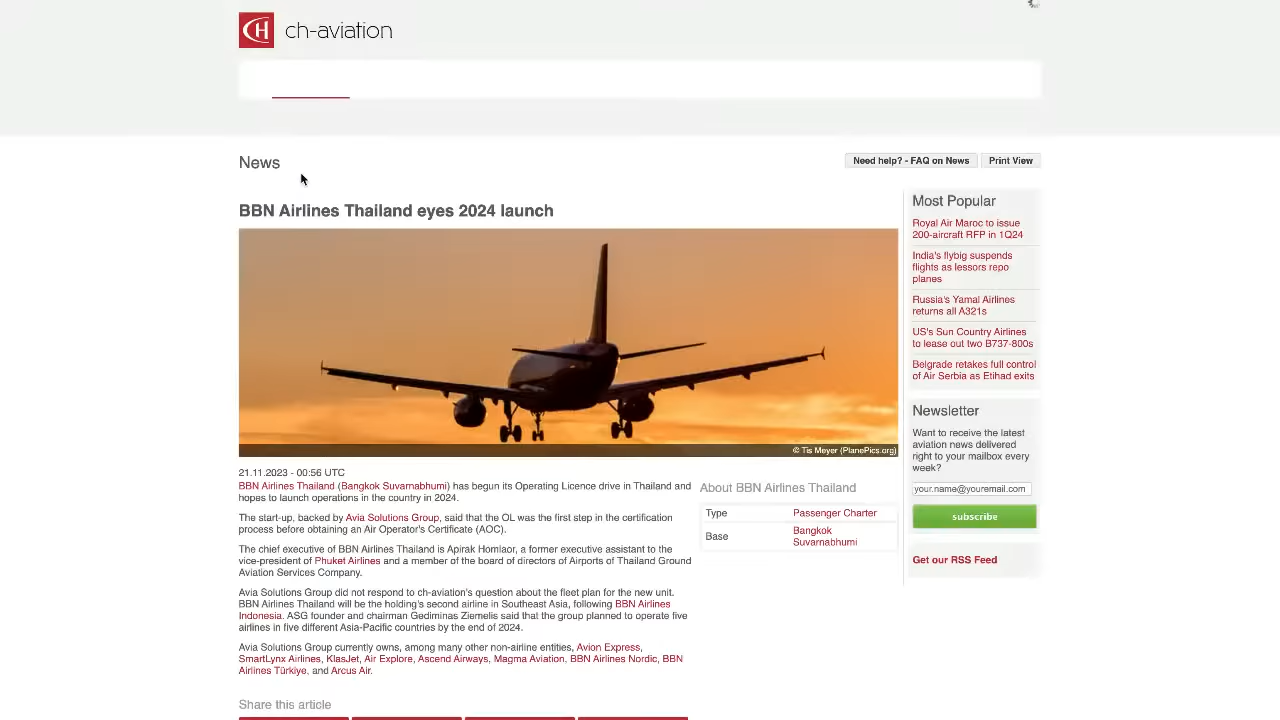 CH ch-aviation
News
Need help? - FAQ on News
Print View
BBN Airlines Thailand eyes 2024 launch
© Tis Meyer (PlanePics.org)
21.11.2023 - 00:56 UTC
BBN Airlines Thailand (Bangkok Suvarnabhumi) has begun its Operating Licence drive in Thailand and
hopes to launch operations in the country in 2024.
The start-up, backed by Avia Solutions Group, said that the OL was the first step in the certification
process before obtaining an Air Operator's Certificate (AOC).
The chief executive of BBN Airlines Thailand is Apirak Homlaor, a former executive assistant to the
vice-president of Phuket Airlines and a member of the board of directors of Airports of Thailand Ground
Aviation Services Company.
Avia Solutions Group did not respond to ch-aviation's question about the fleet plan for the new unit.
BBN Airlines Thailand will be the holding's second airline in Southeast Asia, following BBN Airlines
Indonesia. ASG founder and chairman Gediminas Ziemelis said that the group planned to operate five
airlines in five different Asia-Pacific countries by the end of 2024.
Avia Solutions Group currently owns, among many other non-airline entities, Avion Express,
SmartLynx Airlines, KlasJet, Air Explore, Ascend Airways, Magma Aviation, BBN Airlines Nordic, BBN
Airlines Türkiye, and Arcus Air.
Share this article
About BBN Airlines Thailand
Type Passenger Charter
Base Bangkok
Suvarnabhumi
Most Popular
Royal Air Maroc to issue
200-aircraft RFP in 1Q24
India's flybig suspends
flights as lessors repo
planes
Russia's Yamal Airlines
returns all A321s
US's Sun Country Airlines
to lease out two B737-800s
Belgrade retakes full control
of Air Serbia as Etihad exits
Newsletter
Want to receive the latest
aviation news delivered
right to your mailbox every
week?
your.name@youremail.com
subscribe
Get our RSS Feed